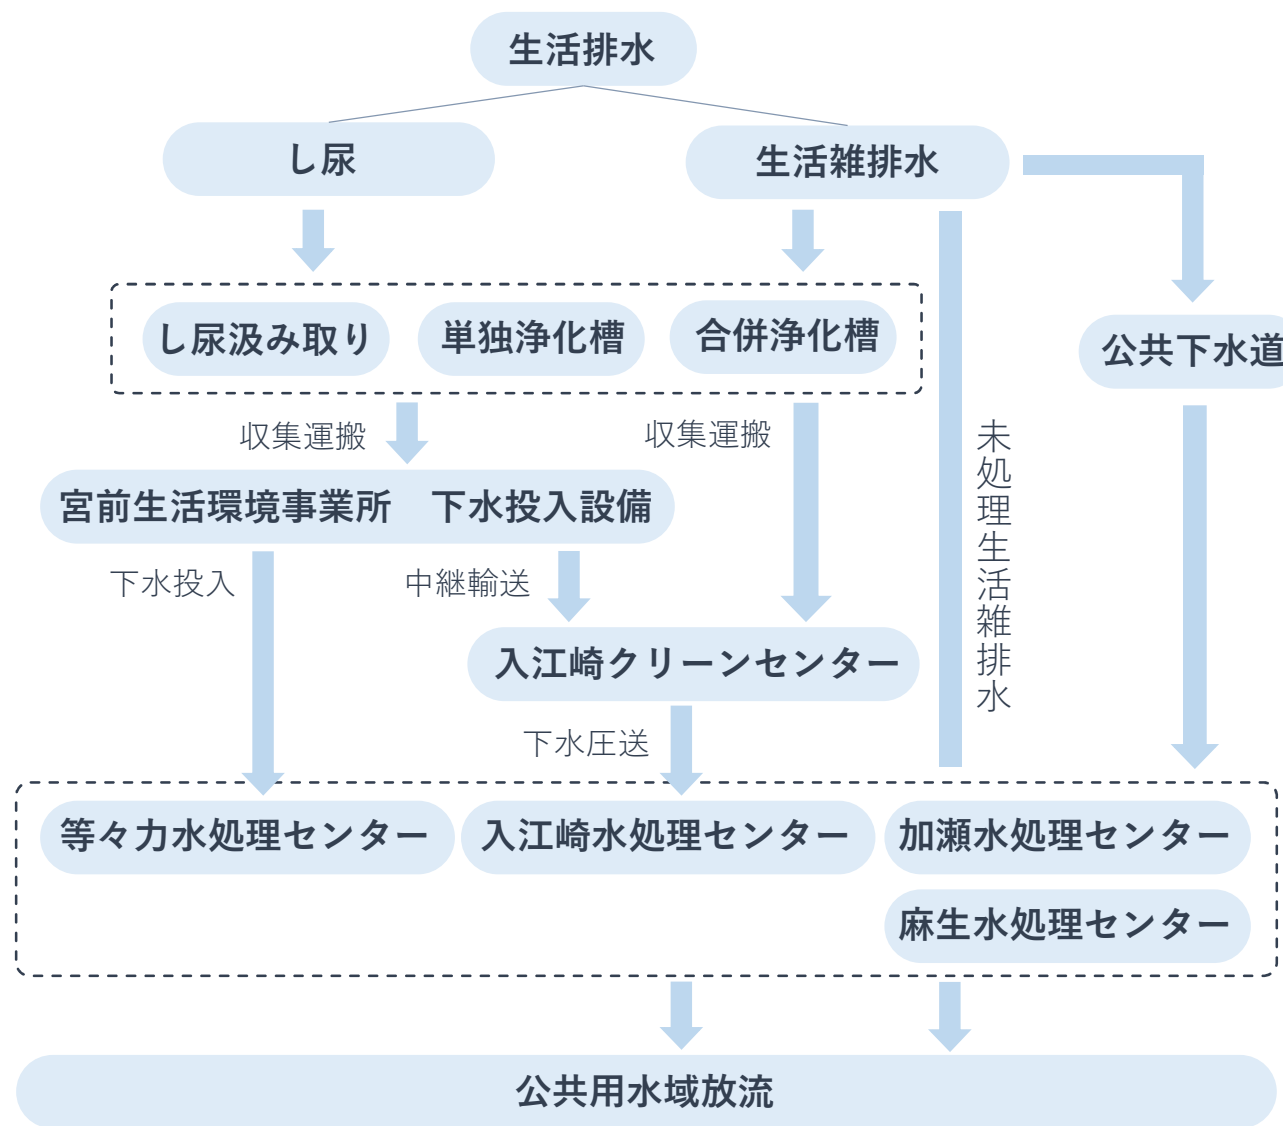 生活排水
し尿
生活雑排水
し尿汲み取り
単独浄化槽
合併浄化槽
公共下水道
収集運搬
収集運搬
未処理生活雑排水
宮前生活環境事業所　下水投入設備
下水投入
中継輸送
入江崎クリーンセンター
下水圧送
等々力水処理センター
入江崎水処理センター
加瀬水処理センター
麻生水処理センター
公共用水域放流